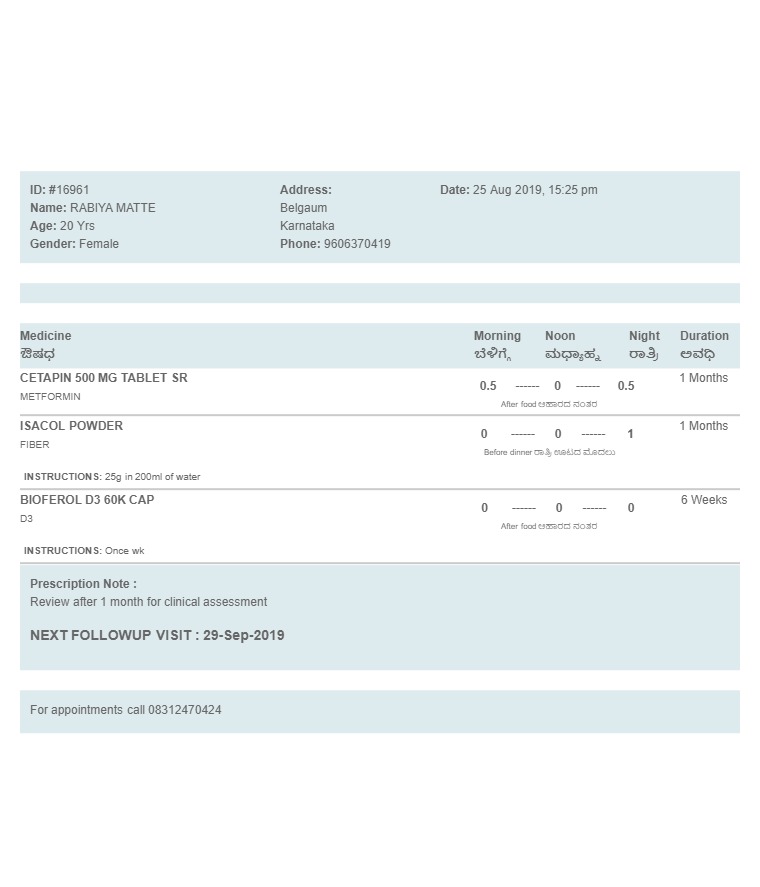 ID: #16961
Name: RABIYA MATTE
Age: 20 Yrs
Gender: Female
Address:
Belgaum
Karnataka
Phone: 9606370419
Date: 25 Aug 2019, 15:25 pm
Medicine Morning Noon Night Duration
ಔಷಧ ಬೆಳಿಗ್ಗೆ ಮಧ್ಯಾಹ್ನ ರಾತ್ರಿ ಅವಧಿ
CETAPIN 500 MG TABLET SR 0.5 ------ 0 ------ 0.5 1 Months
METFORMIN
After food ಆಹಾರದ ನಂತರ
ISACOL POWDER 0 ------ 0 ------ 1 1 Months
FIBER
Before dinner ರಾತ್ರಿ ಊಟದ ಮೊದಲು
INSTRUCTIONS: 25g in 200ml of water
BIOFEROL D3 60K CAP 0 ------ 0 ------ 0 6 Weeks
D3
After food ಆಹಾರದ ನಂತರ
INSTRUCTIONS: Once wk
Prescription Note :
Review after 1 month for clinical assessment
NEXT FOLLOWUP VISIT : 29-Sep-2019
For appointments call 08312470424